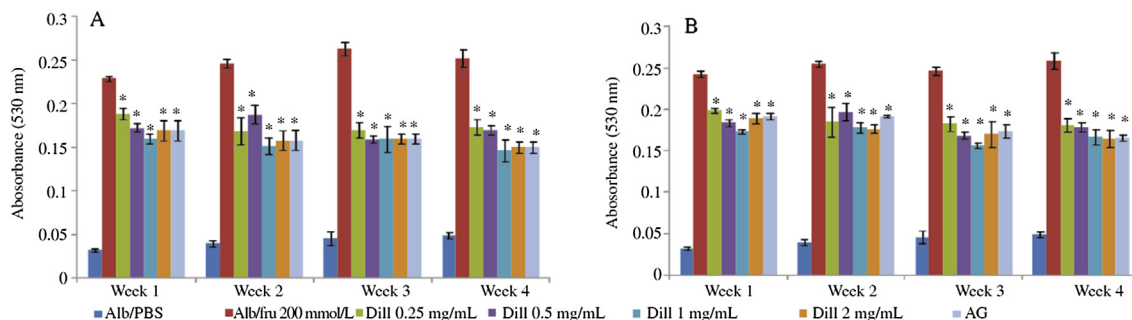 A
B
Abosorbance (530 nm)
0.3
0.25
0.2
0.15
0.1
0.05
0
* * * * *
* * * * *
* * * * *
* * * * *
Week 1 Week 2 Week 3 Week 4
Abosorbance (530 nm)
0.3
0.25
0.2
0.15
0.1
0.05
0
* * * * *
* * * * *
* * * * *
* * * * *
Week 1 Week 2 Week 3 Week 4
Alb/PBS Alb/fru 200 mmol/L Dill 0.25 mg/mL Dill 0.5 mg/mL Dill 1 mg/mL Dill 2 mg/mL AG